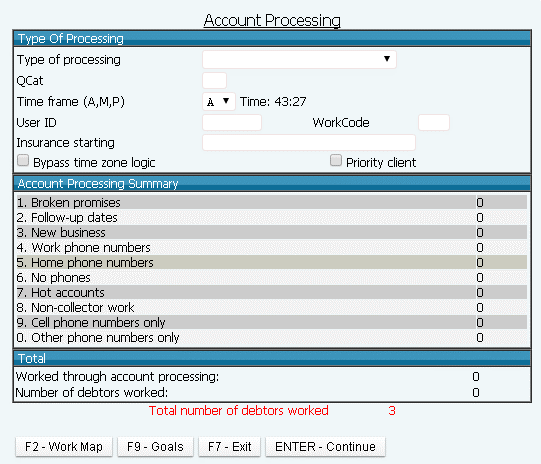 Account Processing
Type Of Processing
Type of processing
QCat
Time frame (A,M,P) A Time: 43:27
User ID WorkCode
Insurance starting
Bypass time zone logic Priority client
Account Processing Summary
1. Broken promises 0
2. Follow-up dates 0
3. New business 0
4. Work phone numbers 0
5. Home phone numbers 0
6. No phones 0
7. Hot accounts 0
8. Non-collector work 0
9. Cell phone numbers only 0
0. Other phone numbers only 0
Total
Worked through account processing: 0
Number of debtors worked: 0
Total number of debtors worked 3
F2 - Work Map F9 - Goals F7 - Exit ENTER - Continue